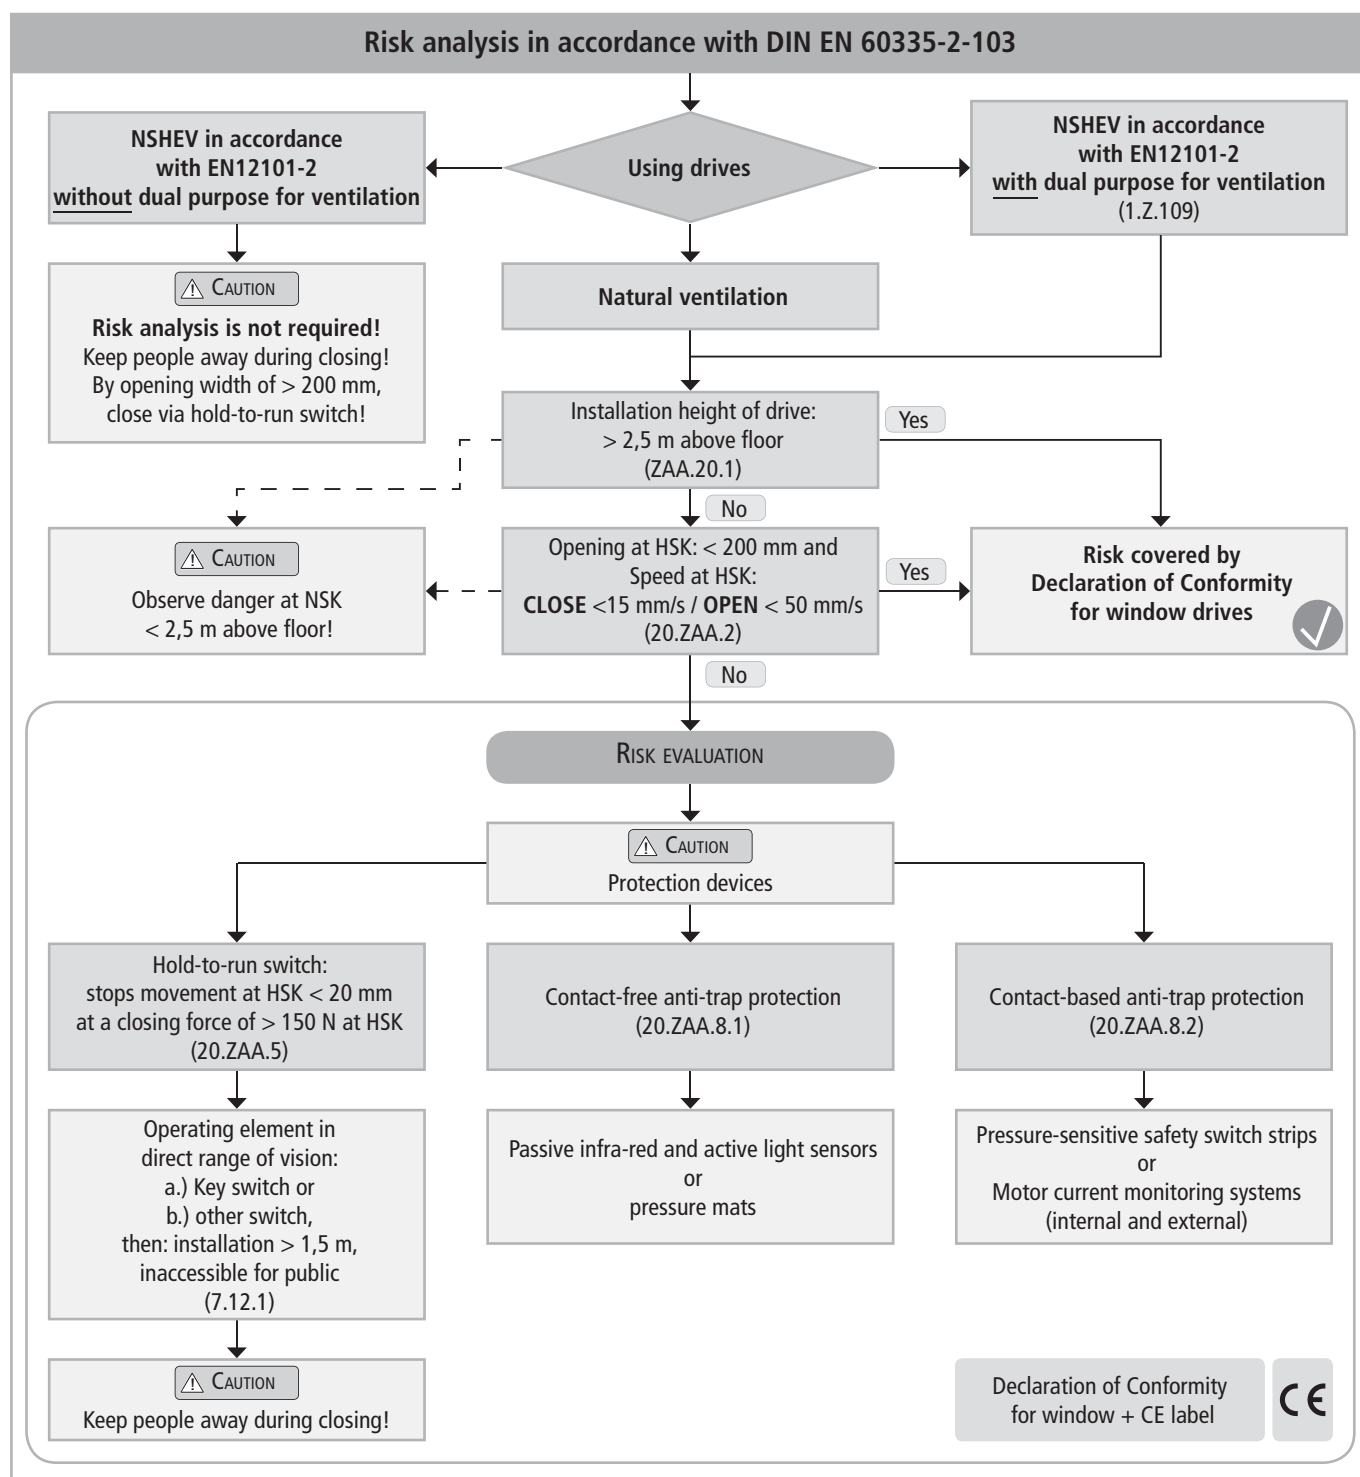 Risk analysis in accordance with DIN EN 60335-2-103
NSHEV in accordance
with EN12101-2
without dual purpose for ventilation
Using drives
NSHEV in accordance
with EN12101-2
with dual purpose for ventilation
(1.Z.109)
CAUTION
Risk analysis is not required!
Keep people away during closing!
By opening width of > 200 mm,
close via hold-to-run switch!
Natural ventilation
Installation height of drive:
> 2,5 m above floor
(ZAA.20.1)
Yes
No
CAUTION
Observe danger at NSK
< 2,5 m above floor!
Opening at HSK: < 200 mm and
Speed at HSK:
CLOSE <15 mm/s / OPEN < 50 mm/s
(20.ZAA.2)
Yes
No
Risk covered by
Declaration of Conformity
for window drives
RISK EVALUATION
CAUTION
Protection devices
Hold-to-run switch:
stops movement at HSK < 20 mm
at a closing force of > 150 N at HSK
(20.ZAA.5)
Contact-free anti-trap protection
(20.ZAA.8.1)
Contact-based anti-trap protection
(20.ZAA.8.2)
Operating element in
direct range of vision:
a.) Key switch or
b.) other switch,
then: installation > 1,5 m,
inaccessible for public
(7.12.1)
Passive infra-red and active light sensors
or
pressure mats
Pressure-sensitive safety switch strips
or
Motor current monitoring systems
(internal and external)
CAUTION
Keep people away during closing!
Declaration of Conformity
for window + CE label
CE